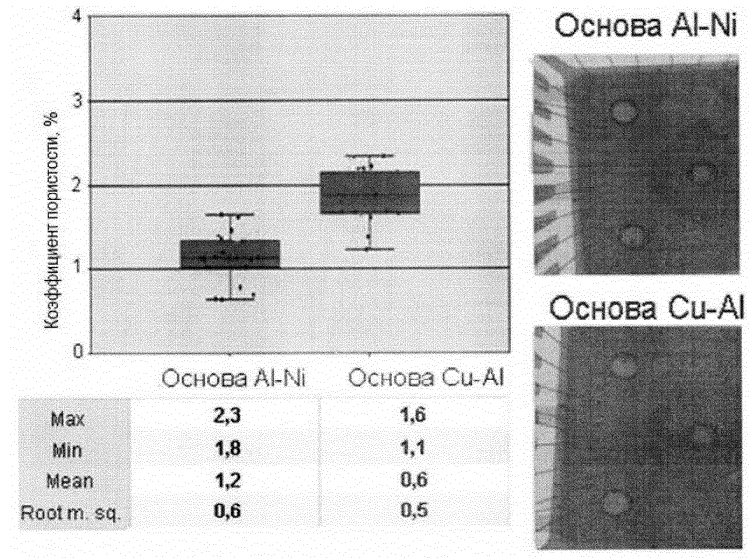 Коэффициент пористости, %
4
3
2
1
0
Основа Al-Ni Основа Cu-Al
Max 2,3 1,6
Min 1,8 1,1
Mean 1,2 0,6
Root m. sq. 0,6 0,5
Основа Al-Ni
Основа Cu-Al